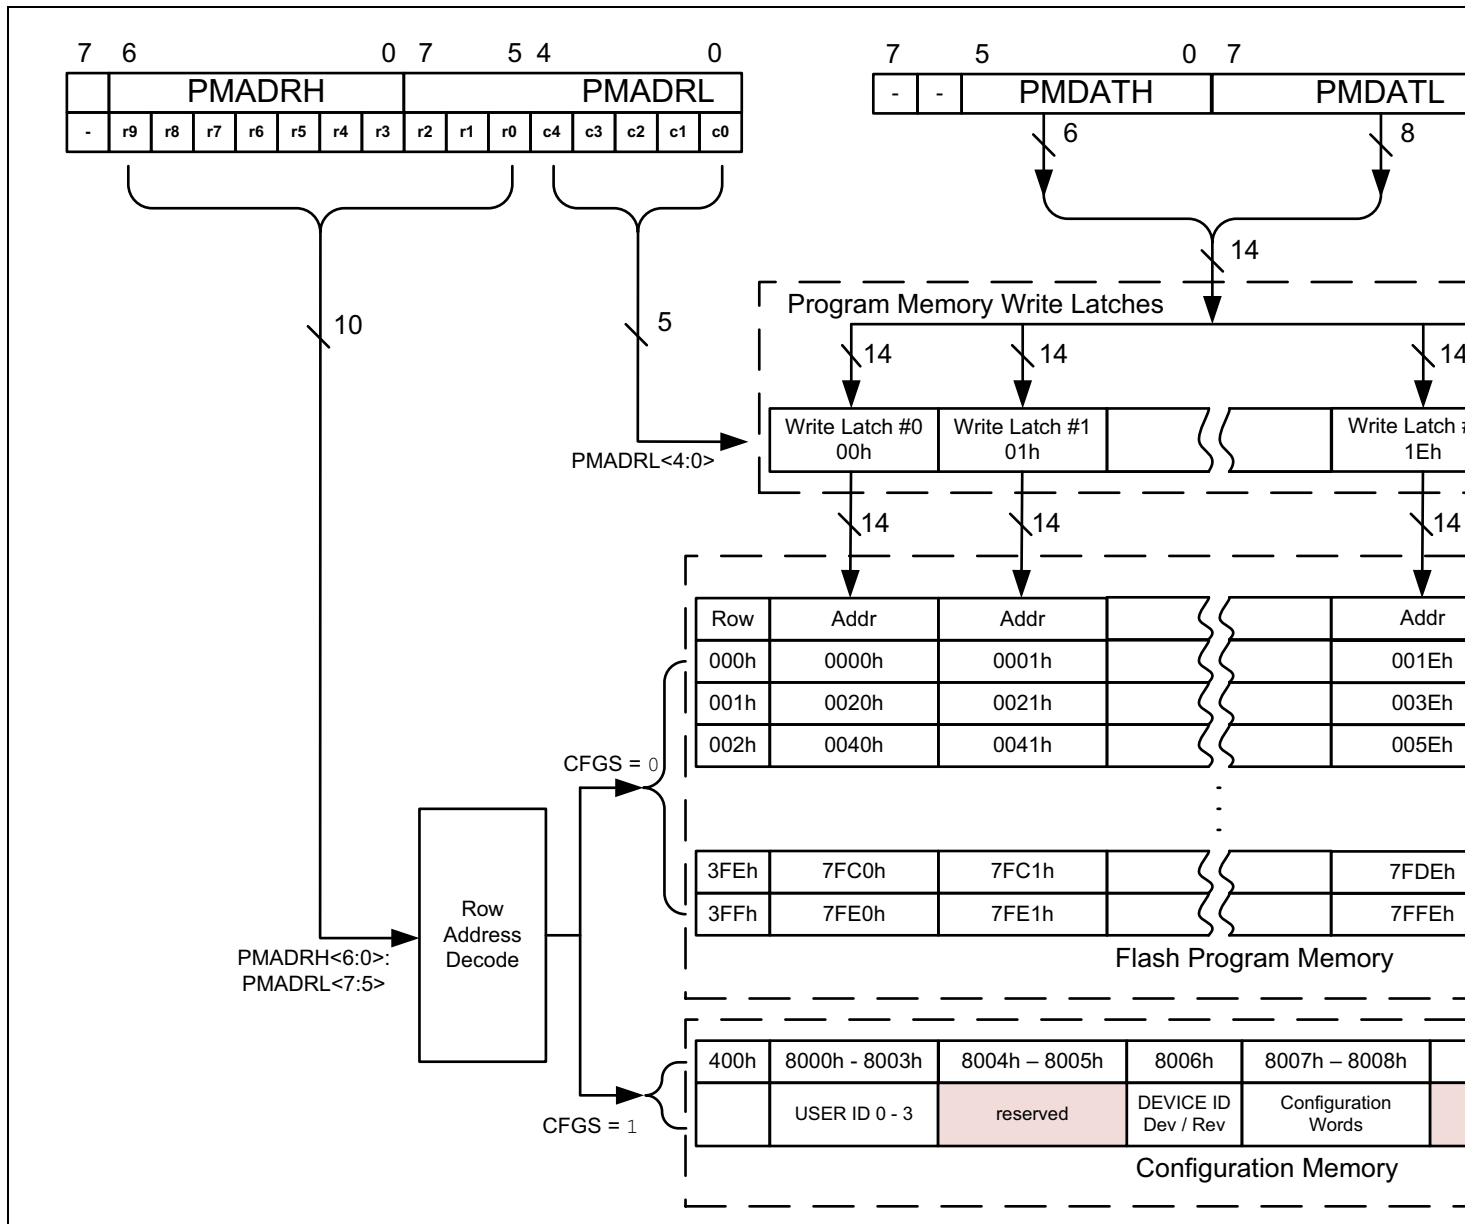 7 6 0 7 5 4 0 7 5 0 7
PMADRH PMADRL - - PMDATH PMDATL
- r9 r8 r7 r6 r5 r4 r3 r2 r1 r0 c4 c3 c2 c1 c0
6 8
14
Program Memory Write Latches
10 5
14 14 14
Write Latch #0 Write Latch #1 Write Latch
00h 01h 1Eh
PMADRL<4:0>
14 14 14
Row Addr Addr Addr
000h 0000h 0001h 001Eh
001h 0020h 0021h 003Eh
002h 0040h 0041h 005Eh
CFGS = 0
3FEh 7FC0h 7FC1h 7FDEh
3FFh 7FE0h 7FE1h 7FFEh
Row
Address
Decode
PMADRH<6:0>:
PMADRL<7:5>
Flash Program Memory
400h 8000h - 8003h 8004h – 8005h 8006h 8007h – 8008h
USER ID 0 - 3 reserved DEVICE ID Configuration
Dev / Rev Words
CFGS = 1
Configuration Memory